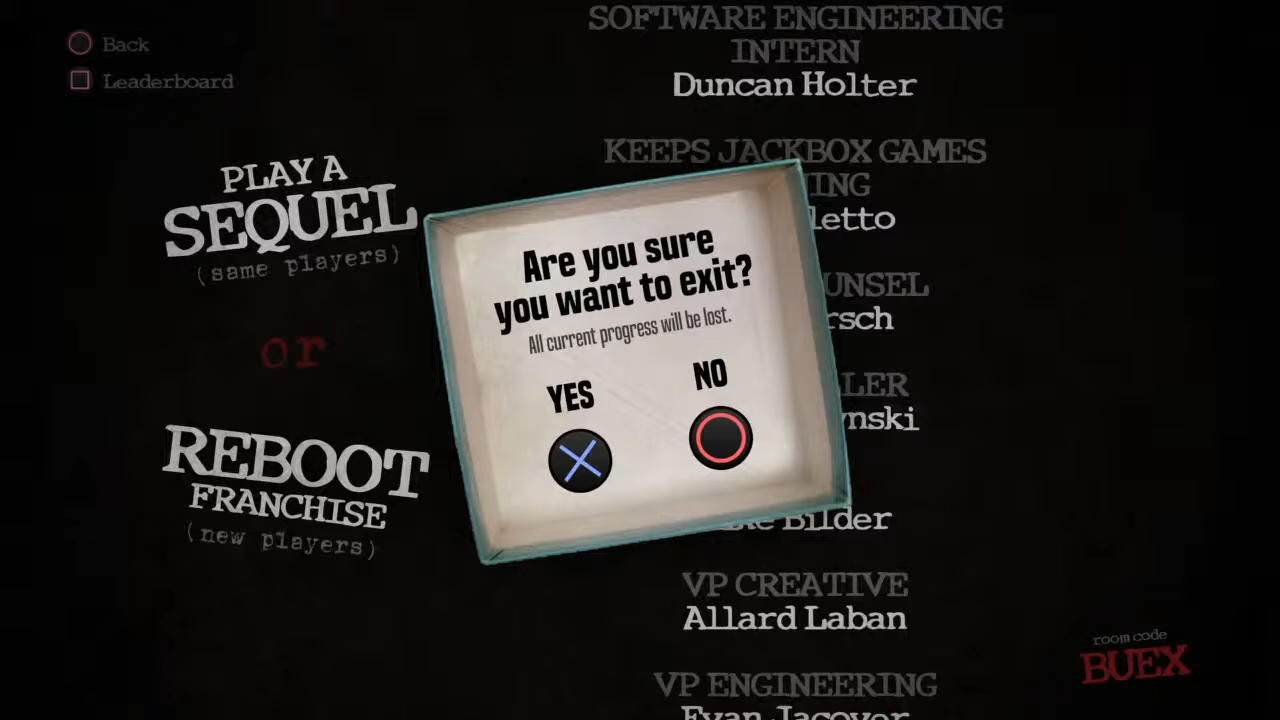 Back
Leaderboard
PLAY A
SEQUEL
(same players)
or
REBOOT
FRANCHISE
(new players)
Are you sure
you want to exit?
All current progress will be lost.
YES
NO
SOFTWARE ENGINEERING
INTERN
Duncan Holter
KEEPS JACKBOX GAMES
VP CREATIVE
Allard Laban
VP ENGINEERING
Evan Jacover
room code
BUEX